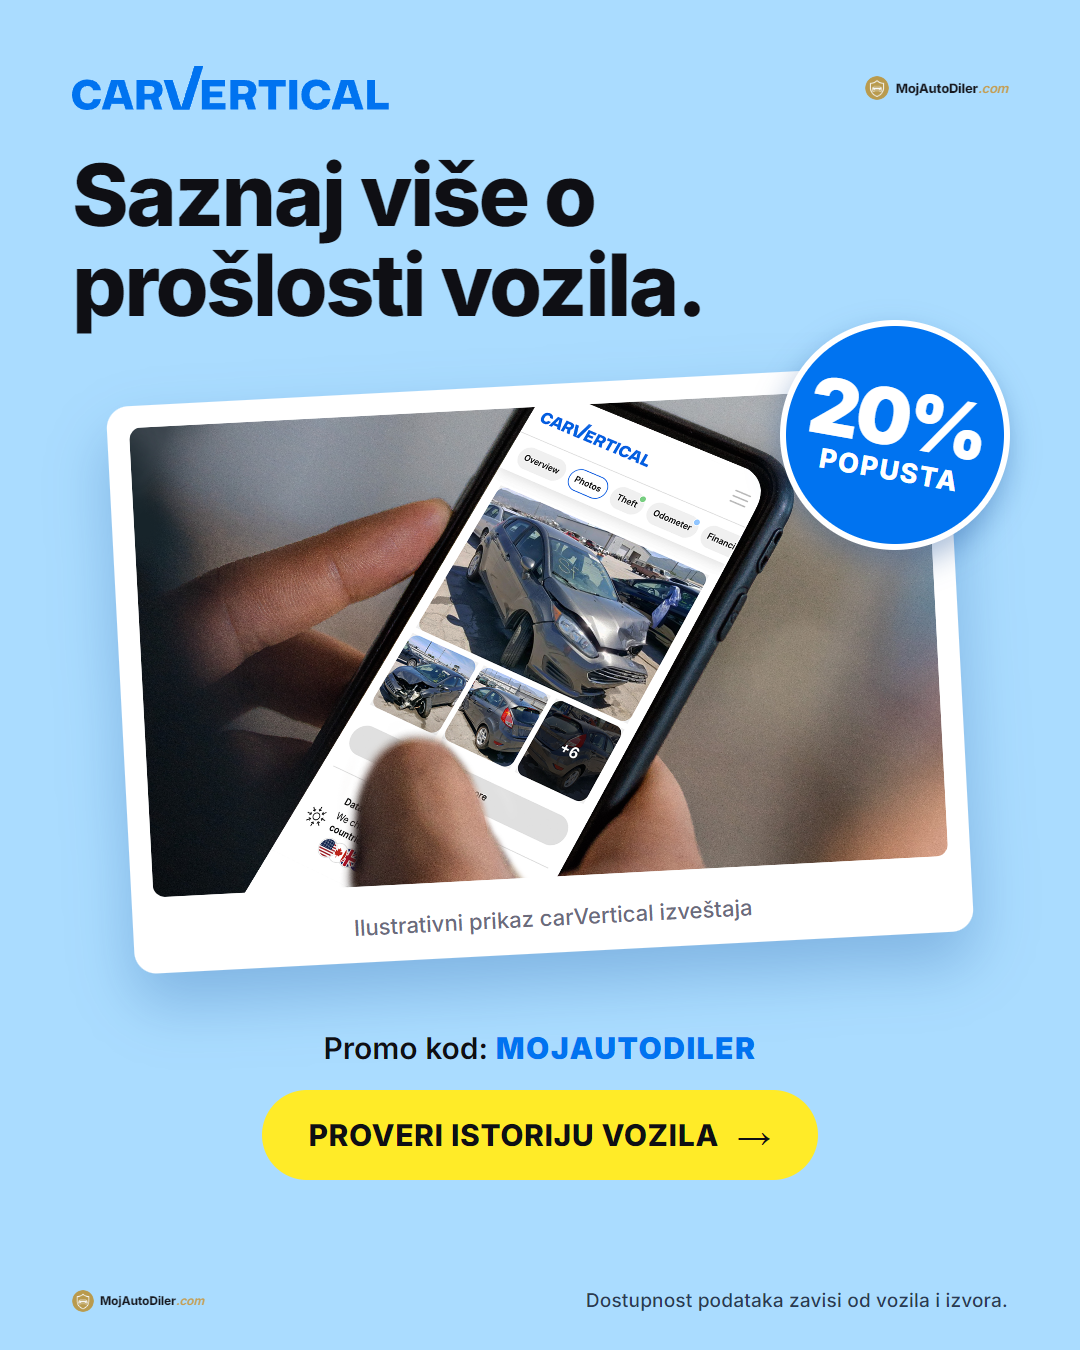 CARVERTICAL
MojAutoDiler.com
Saznaj više o
prošlosti vozila.
20%
POPUSTA
CARVERTICAL
Overview
Photos
Theft
Odometer
+6
Ilustrativni prikaz carVertical izveštaja
Promo kod: MOJAUTODILER
PROVERI ISTORIJU VOZILA →
MojAutoDiler.com
Dostupnost podataka zavisi od vozila i izvora.